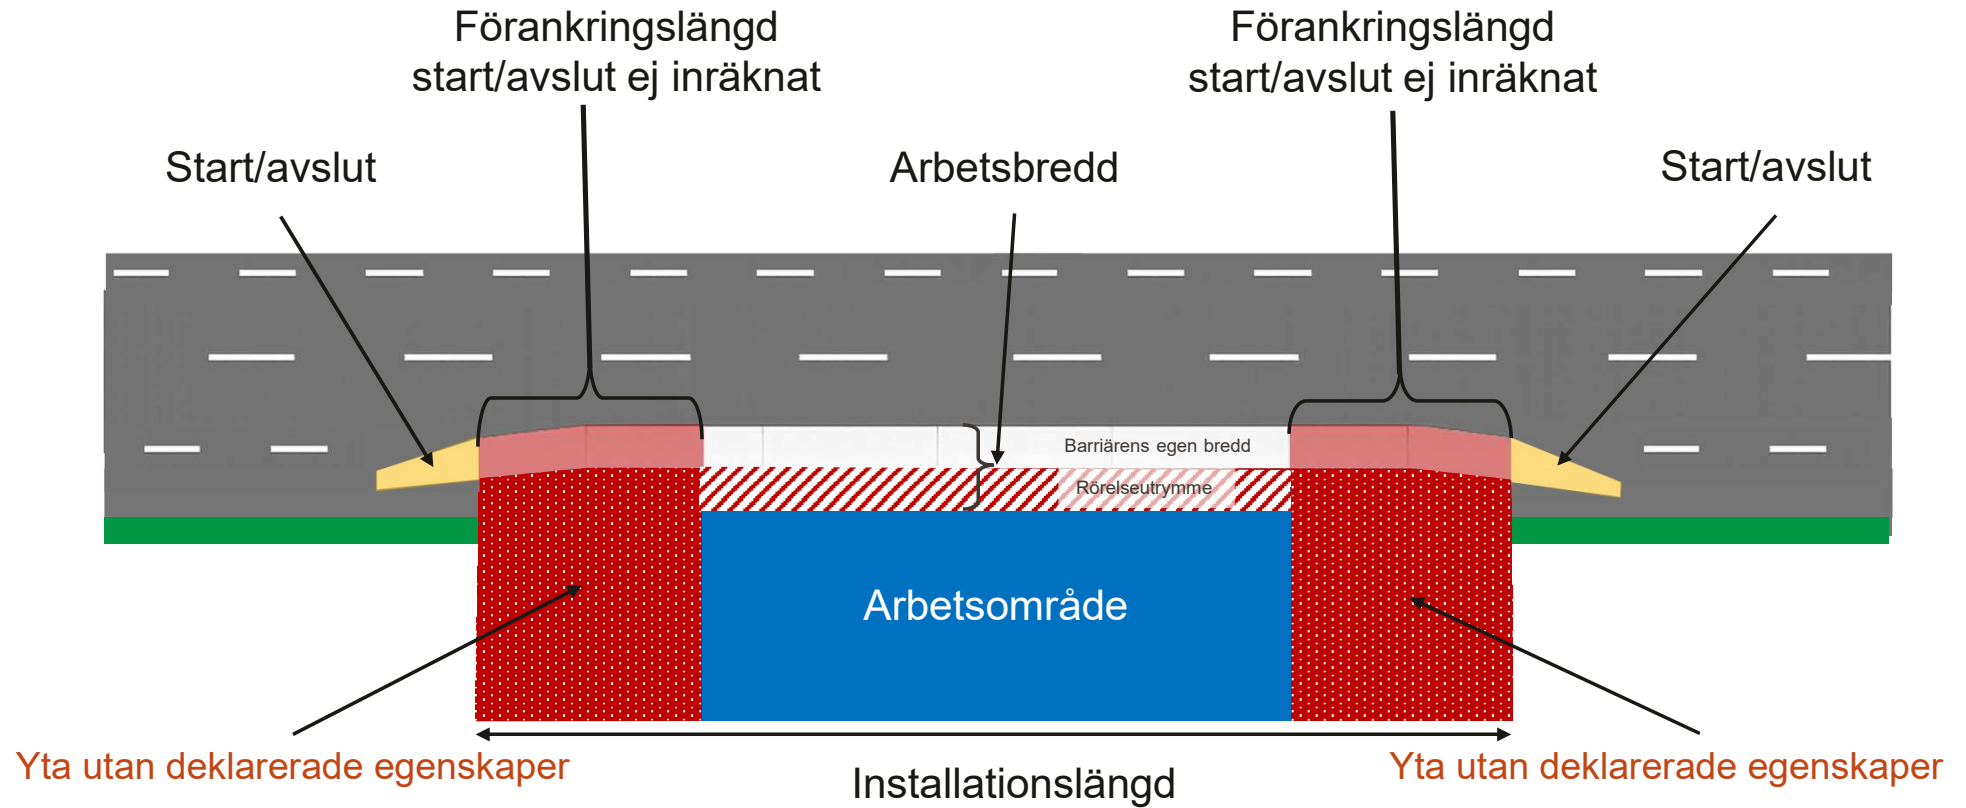 Förankringslängd
start/avslut ej inräknat
Förankringslängd
start/avslut ej inräknat
Start/avslut
Arbetsbredd
Start/avslut
Barriärens egen bredd
Rörelseutrymme
Arbetsområde
Yta utan deklarerade egenskaper
Installationslängd
Yta utan deklarerade egenskaper